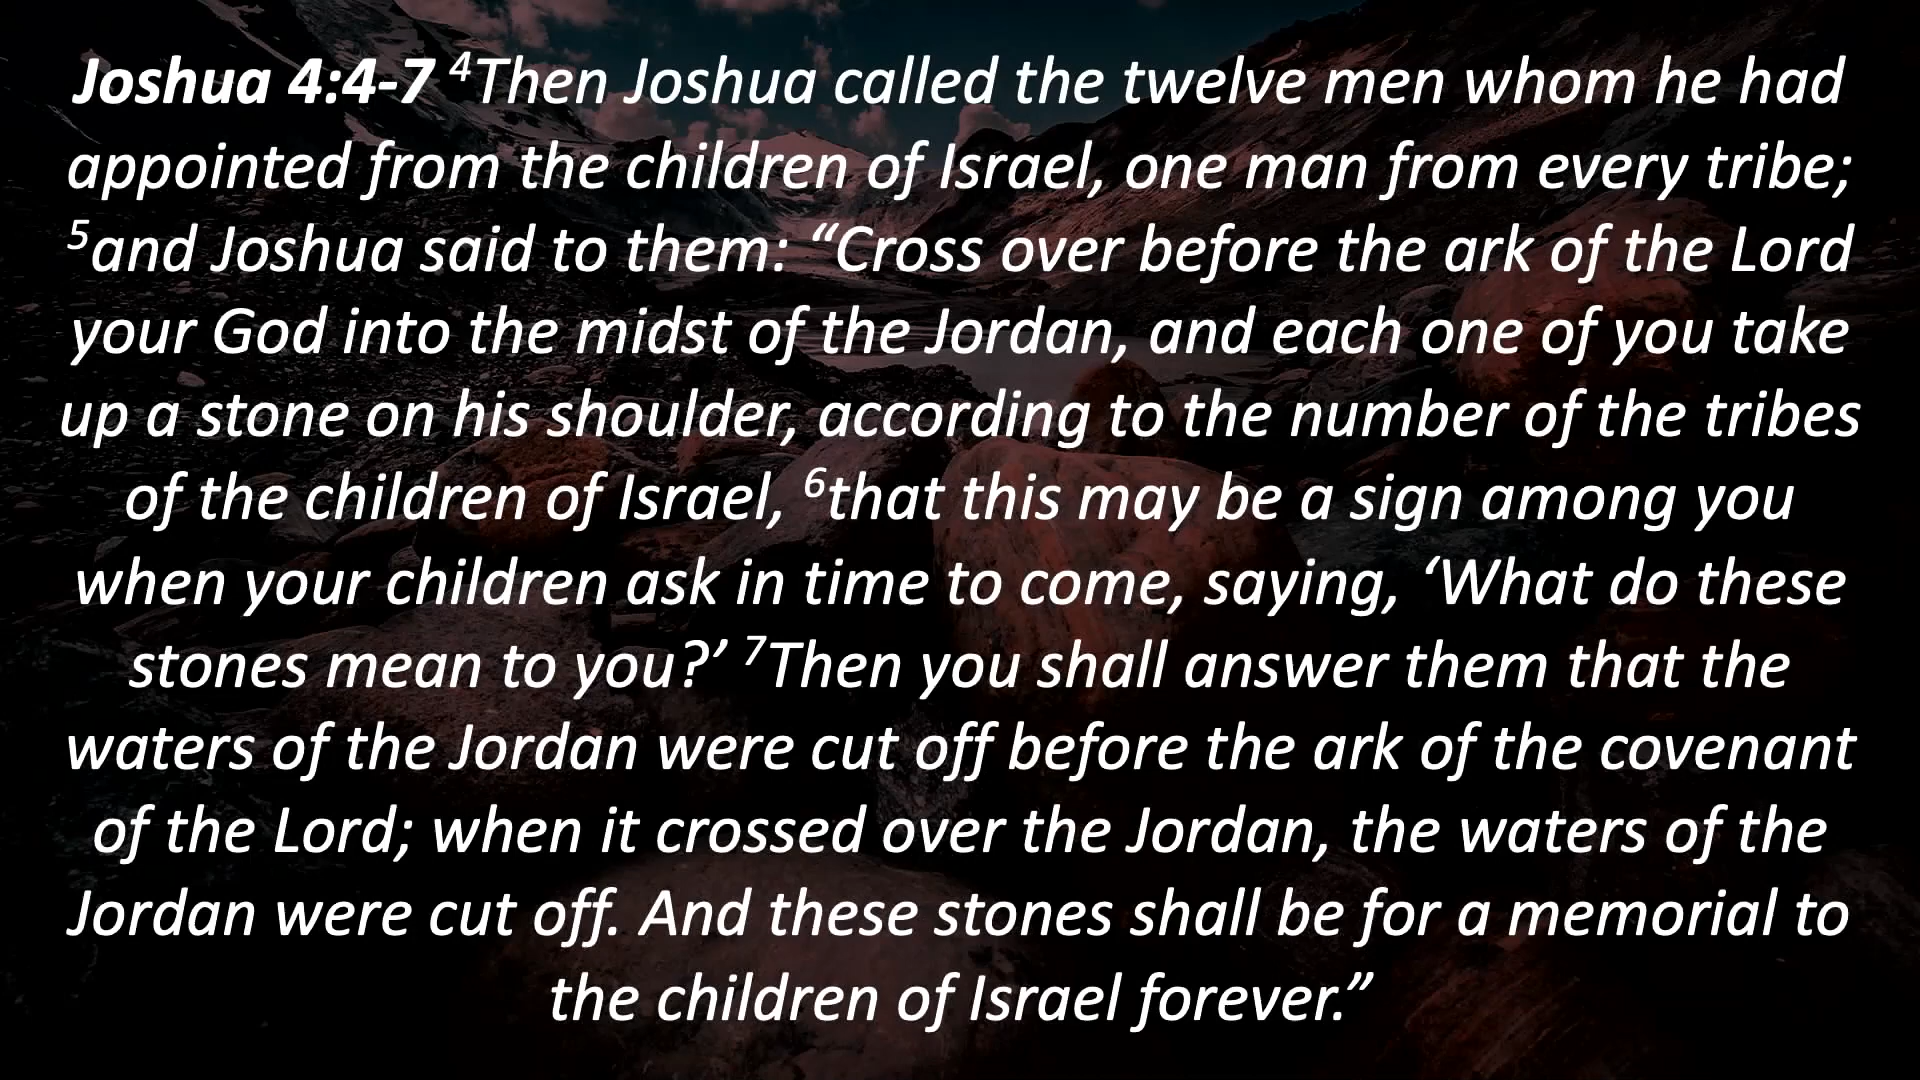 Joshua 4:4-7 ⁴Then Joshua called the twelve men whom he had
appointed from the children of Israel, one man from every tribe;
⁵and Joshua said to them: “Cross over before the ark of the Lord
your God into the midst of the Jordan, and each one of you take
up a stone on his shoulder, according to the number of the tribes
of the children of Israel, ⁶that this may be a sign among you
when your children ask in time to come, saying, ‘What do these
stones mean to you?’ ⁷Then you shall answer them that the
waters of the Jordan were cut off before the ark of the covenant
of the Lord; when it crossed over the Jordan, the waters of the
Jordan were cut off. And these stones shall be for a memorial to
the children of Israel forever.”